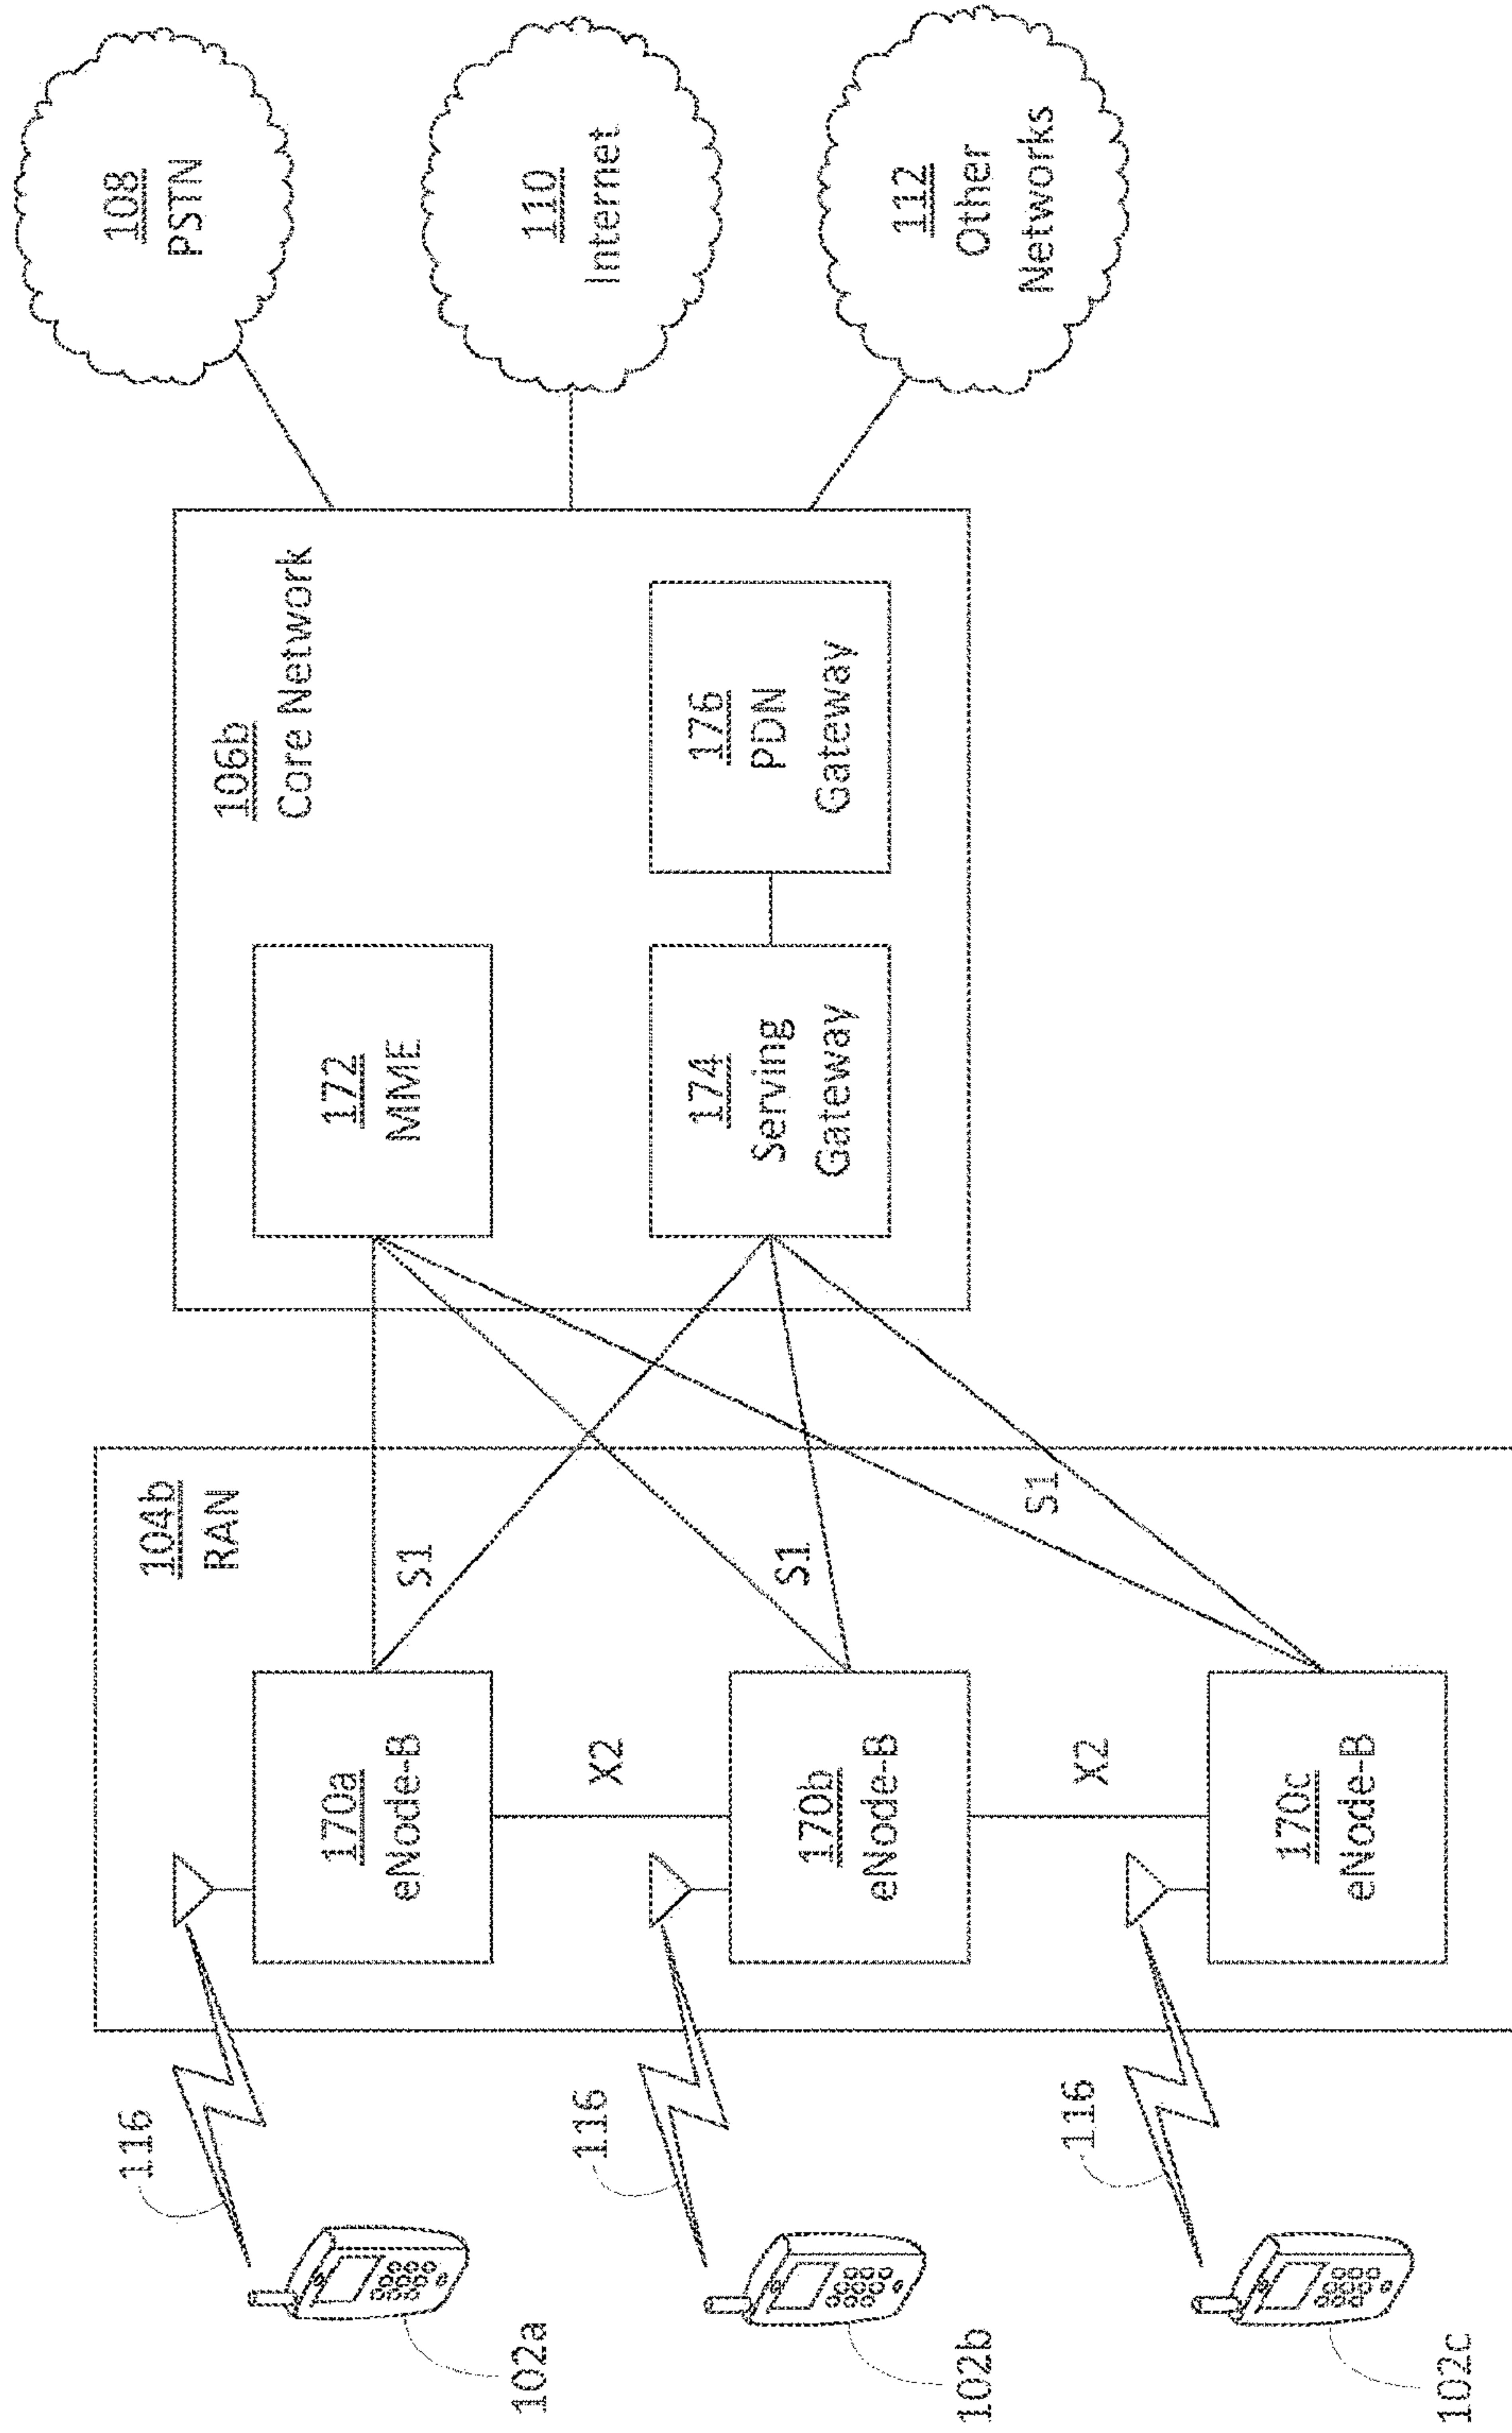 102a
102b
102c
116
116
116
104b
RAN
170a
eNode-B
170b
eNode-B
170c
eNode-B
X2
X2
S1
S1
S1
106b
Core Network
172
MME
174
Serving
Gateway
176
PDN
Gateway
108
PSTN
110
Internet
112
Other
Networks